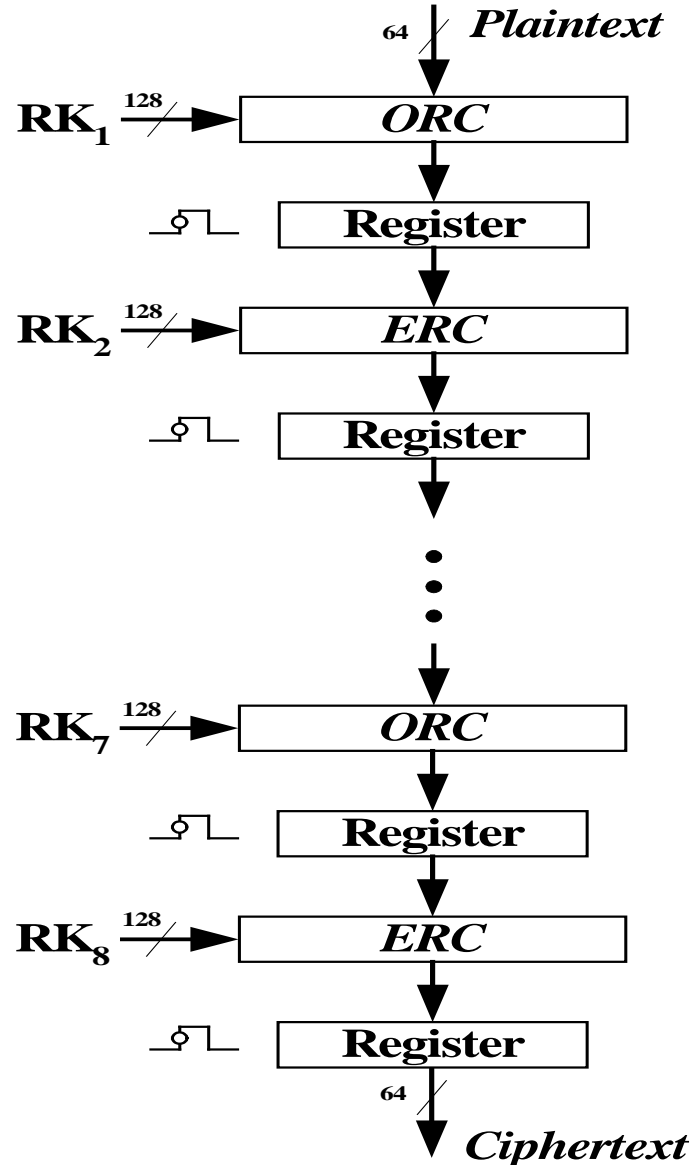 64 Plaintext
128
RK1 ORC
Register
128
RK2 ERC
Register
128
RK7 ORC
Register
128
RK8 ERC
Register
64
Ciphertext